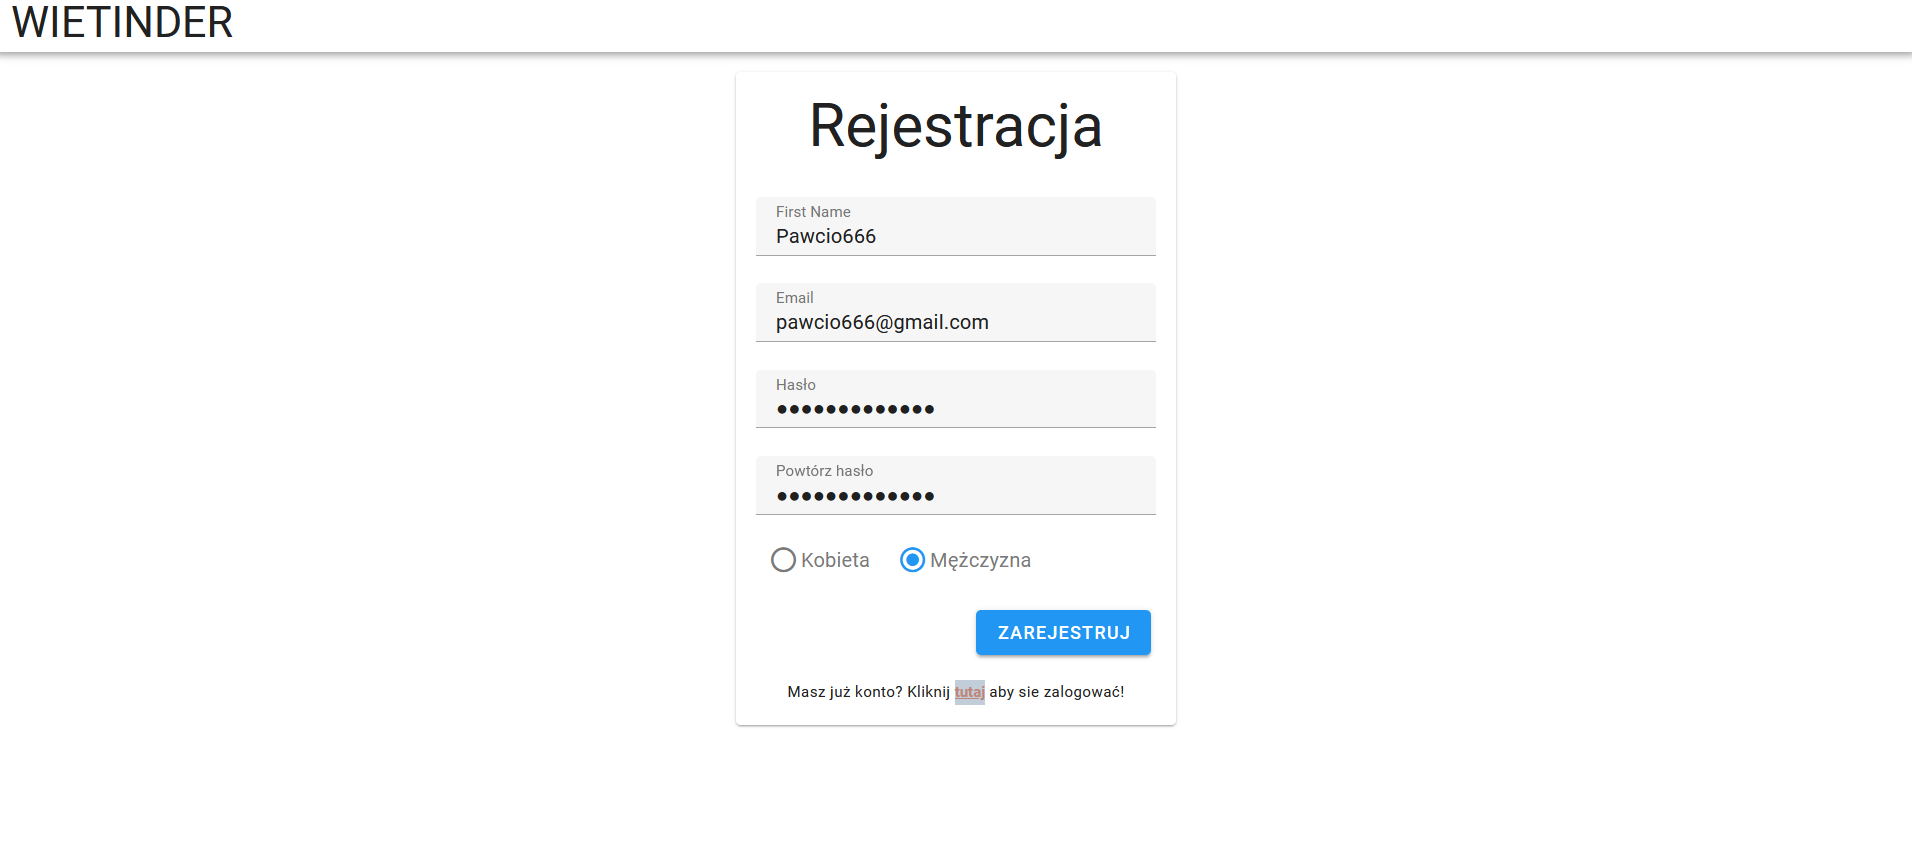 WIETINDER
Rejestracja
First Name
Pawcio666
Email
pawcio666@gmail.com
Hasło
●●●●●●●●●●●●●
Powtórz hasło
●●●●●●●●●●●●●
Kobieta Mężczyzna
ZAREJESTRUJ
Masz już konto? Kliknij tutaj aby sie zalogować!